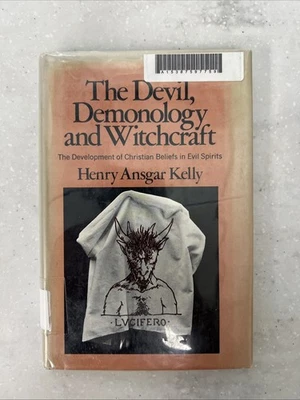 The Devil,
Demonology
and Witchcraft
The Development of Christian Beliefs in Evil Spirits
Henry Ansgar Kelly
· LVCIFERO ·